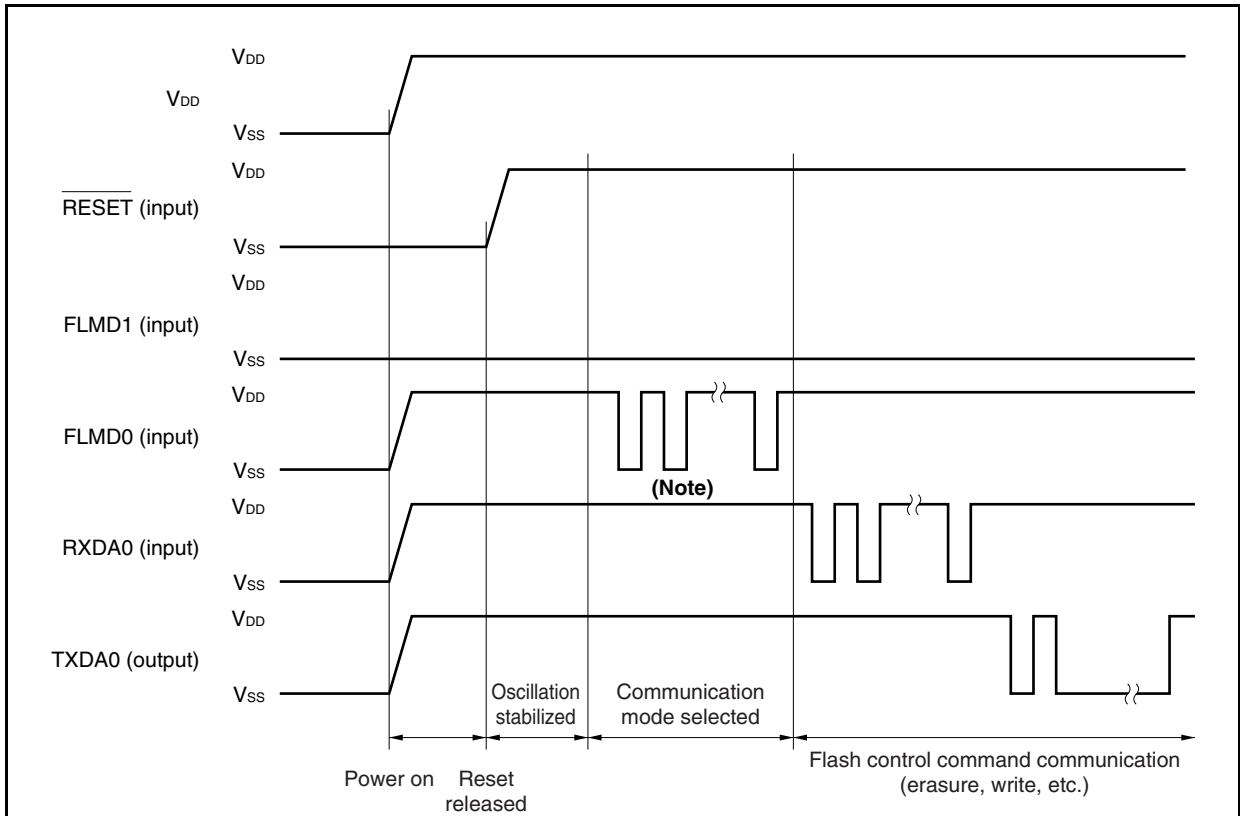 VDD
VDD
VSS
VDD
RESET (input)
VSS
VDD
FLMD1 (input)
VSS
VDD
FLMD0 (input)
VSS
(Note)
VDD
RXDA0 (input)
VSS
VDD
TXDA0 (output)
VSS
Oscillation
stabilized
Communication
mode selected
Power on
Reset
released
Flash control command communication
(erasure, write, etc.)